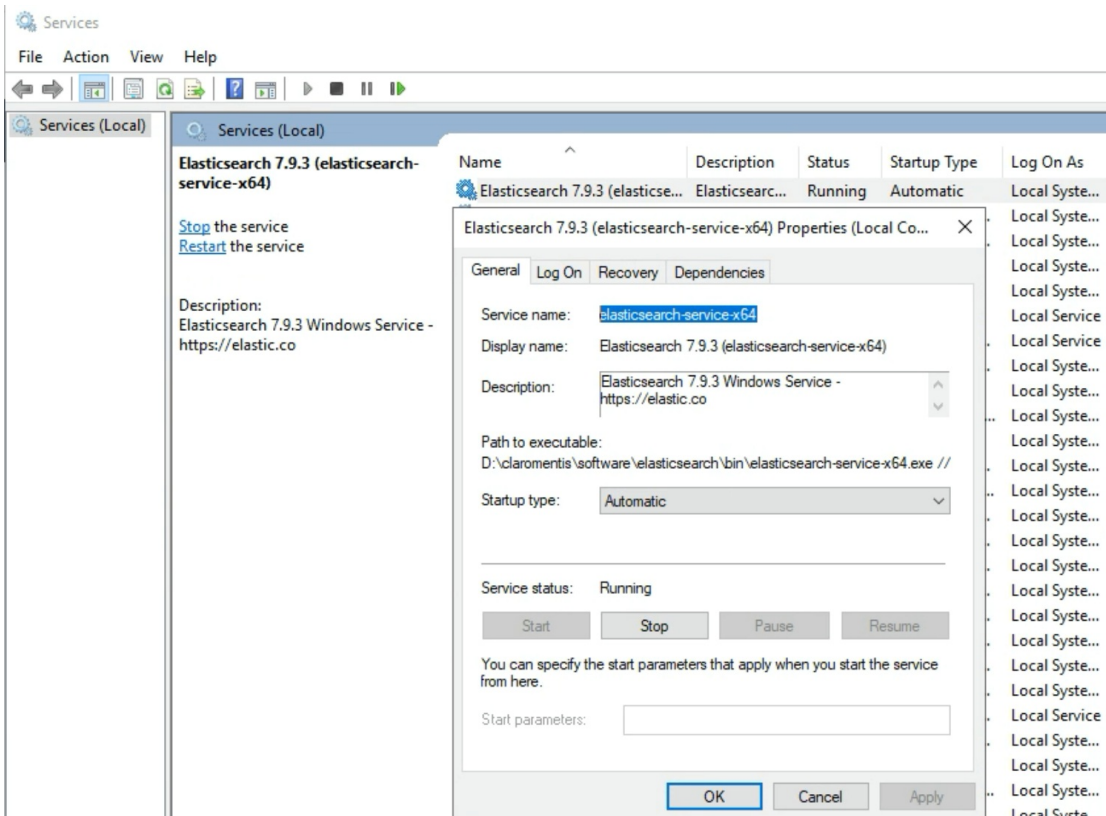 Services
File Action View Help
Services (Local)
Services (Local)
Elasticsearch 7.9.3 (elasticsearch-
service-x64)
Stop the service
Restart the service
Description:
Elasticsearch 7.9.3 Windows Service -
https://elastic.co
Name Description Status Startup Type Log On As
Elasticsearch 7.9.3 (elasticse... Elasticsearc... Running Automatic Local Syste...
Local Syste...
Local Syste...
Local Syste...
Local Syste...
Local Service
Local Service
Local Syste...
Local Syste...
Local Syste...
Local Syste...
Local Syste...
Local Syste...
Local Syste...
Local Syste...
Local Syste...
Local Syste...
Local Syste...
Local Syste...
Local Syste...
Local Syste...
Local Service
Local Syste...
Local Syste...
Local Syste...
Local Syste...
Elasticsearch 7.9.3 (elasticsearch-service-x64) Properties (Local Co...
General Log On Recovery Dependencies
Service name: elasticsearch-service-x64
Display name: Elasticsearch 7.9.3 (elasticsearch-service-x64)
Description: Elasticsearch 7.9.3 Windows Service -
https://elastic.co
Path to executable:
D:\claromentis\software\elasticsearch\bin\elasticsearch-service-x64.exe //
Startup type: Automatic
Service status: Running
Start Stop Pause Resume
You can specify the start parameters that apply when you start the service
from here.
Start parameters:
OK Cancel Apply